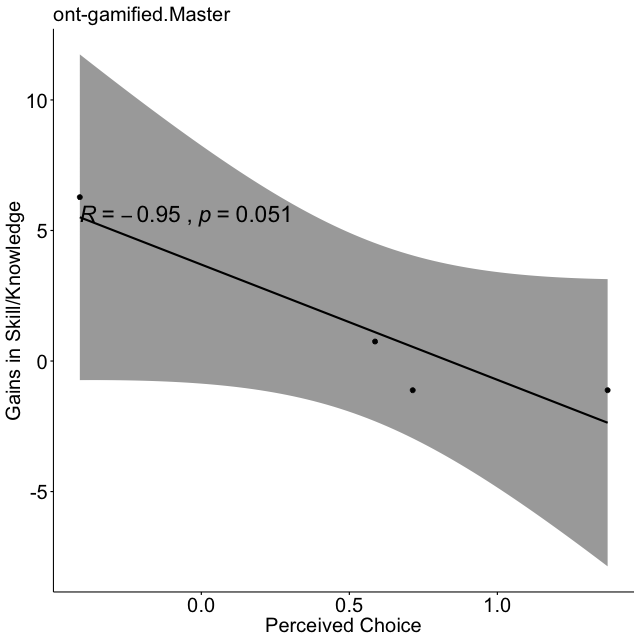 ont-gamified.Master
10
R = −0.95 , p = 0.051
5
0
-5
Gains in Skill/Knowledge
0.0 0.5 1.0
Perceived Choice